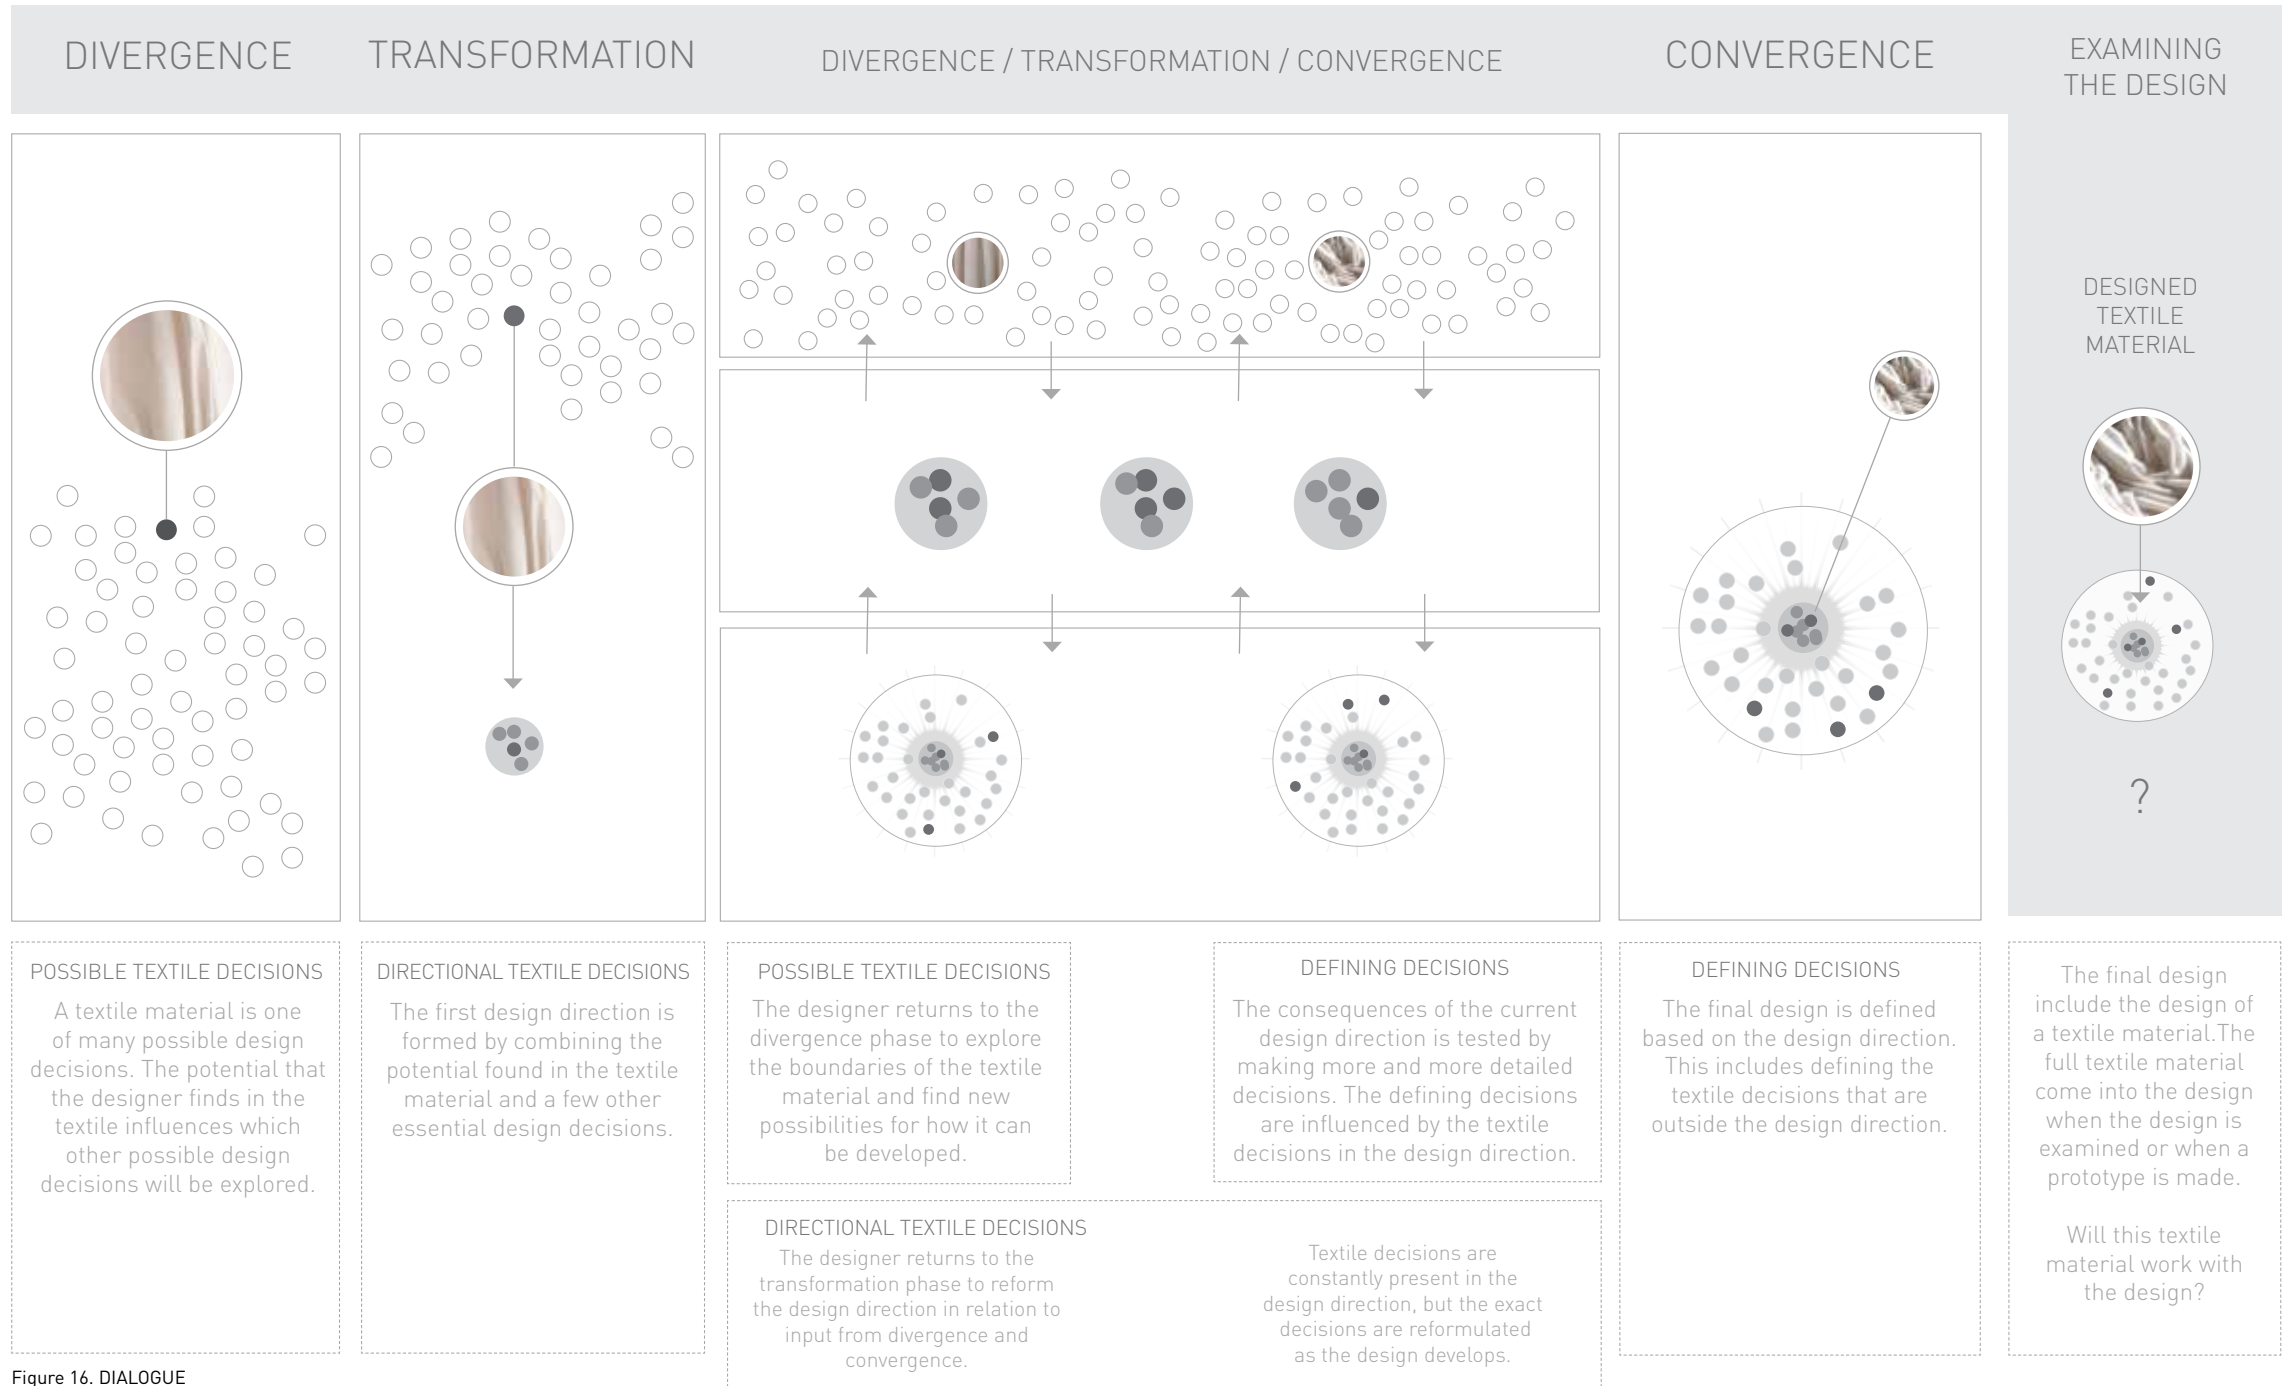 DIVERGENCE
TRANSFORMATION
DIVERGENCE / TRANSFORMATION / CONVERGENCE
CONVERGENCE
EXAMINING
THE DESIGN
DESIGNED
TEXTILE
MATERIAL
?
POSSIBLE TEXTILE DECISIONS
A textile material is one
of many possible design
decisions. The potential that
the designer finds in the
textile influences which
other possible design
decisions will be explored.
DIRECTIONAL TEXTILE DECISIONS
The first design direction is
formed by combining the
potential found in the textile
material and a few other
essential design decisions.
POSSIBLE TEXTILE DECISIONS
The designer returns to the
divergence phase to explore
the boundaries of the textile
material and find new
possibilities for how it can
be developed.
DEFINING DECISIONS
The consequences of the current
design direction is tested by
making more and more detailed
decisions. The defining decisions
are influenced by the textile
decisions in the design direction.
DIRECTIONAL TEXTILE DECISIONS
The designer returns to the
transformation phase to reform
the design direction in relation to
input from divergence and
convergence.
Textile decisions are
constantly present in the
design direction, but the exact
decisions are reformulated
as the design develops.
DEFINING DECISIONS
The final design is defined
based on the design direction.
This includes defining the
textile decisions that are
outside the design direction.
The final design
include the design of
a textile material.The
full textile material
come into the design
when the design is
examined or when a
prototype is made.
Will this textile
material work with
the design?
Figure 16. DIALOGUE